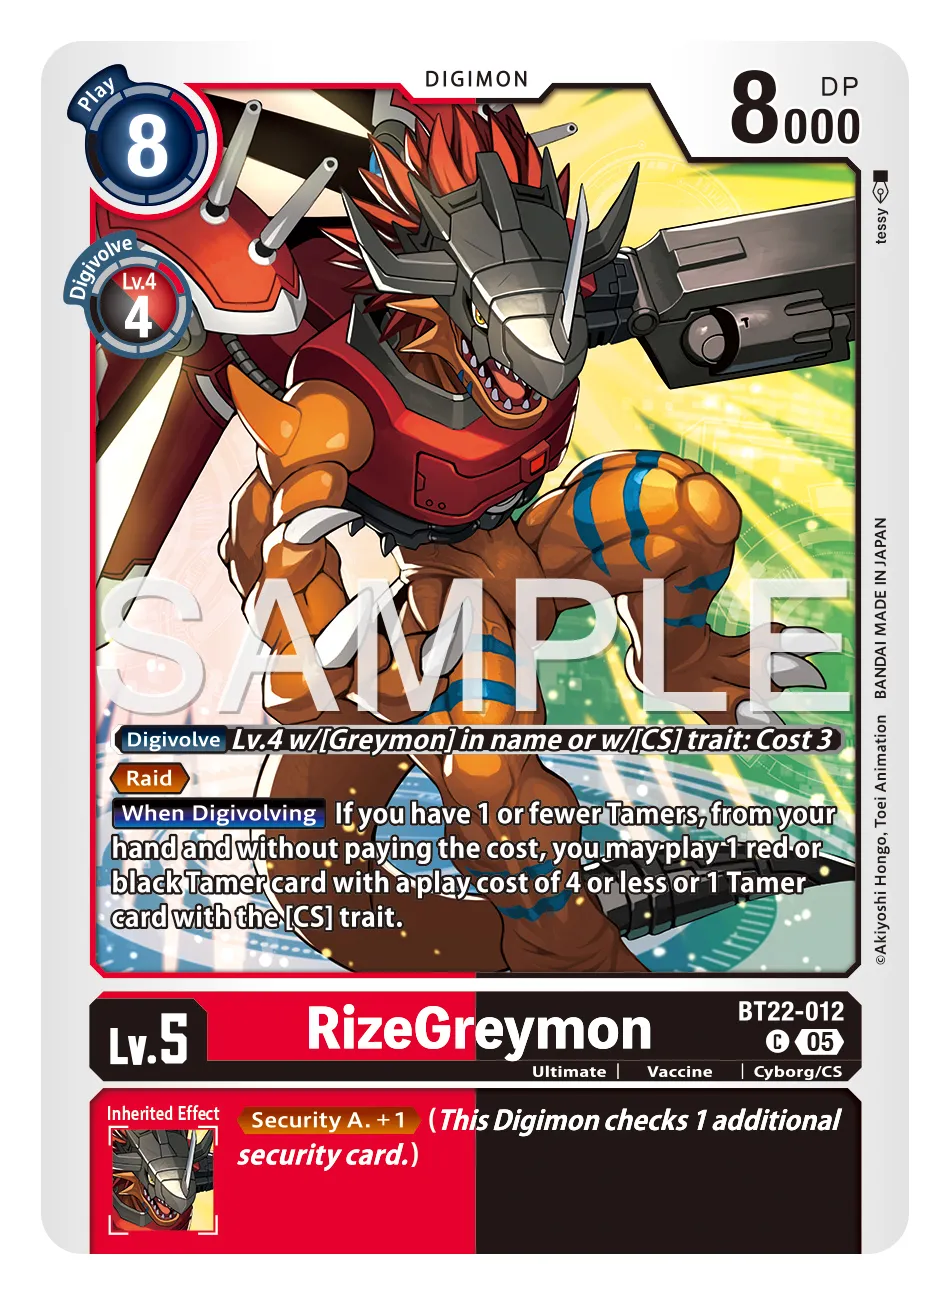 DIGIMON
Play
8
DP
8000
Digivolve
Lv.4
4
tessy
SAMPLE
BANDAI MADE IN JAPAN
©Akiyoshi Hongo, Toei Animation
Digivolve Lv.4 w/[Greymon] in name or w/[CS] trait: Cost 3
Raid
When Digivolving If you have 1 or fewer Tamers, from your
hand and without paying the cost, you may play 1 red or
black Tamer card with a play cost of 4 or less or 1 Tamer
card with the [CS] trait.
Lv.5
RizeGreymon
BT22-012
C 05
Ultimate | Vaccine | Cyborg/CS
Inherited Effect
Security A. +1 (This Digimon checks 1 additional
security card.)